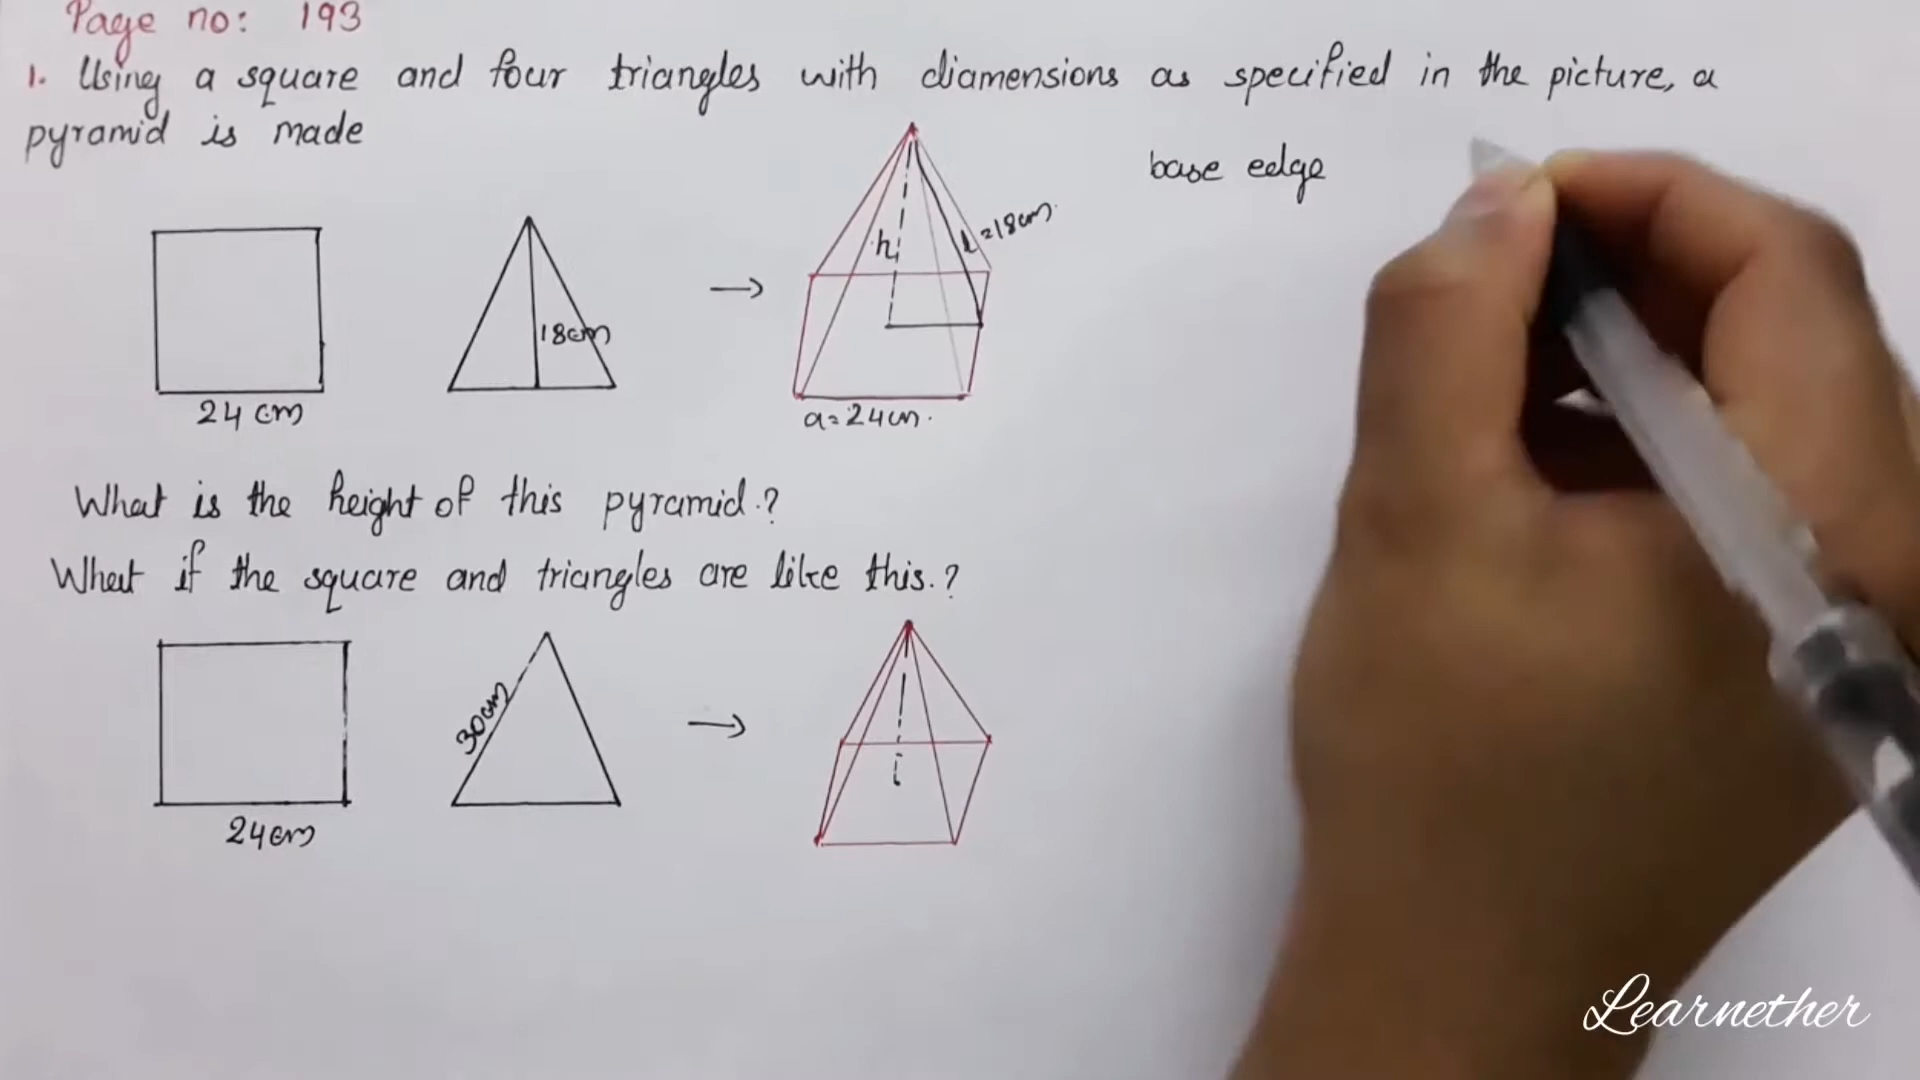 Page no: 193
1. Using a square and four triangles with diamensions as specified in the picture, a
pyramid is made
base edge
h
l=18cm.
18cm
24 cm
a=24cm.
What is the height of this pyramid.?
What if the square and triangles are like this.?
30cm
24cm
Learnether